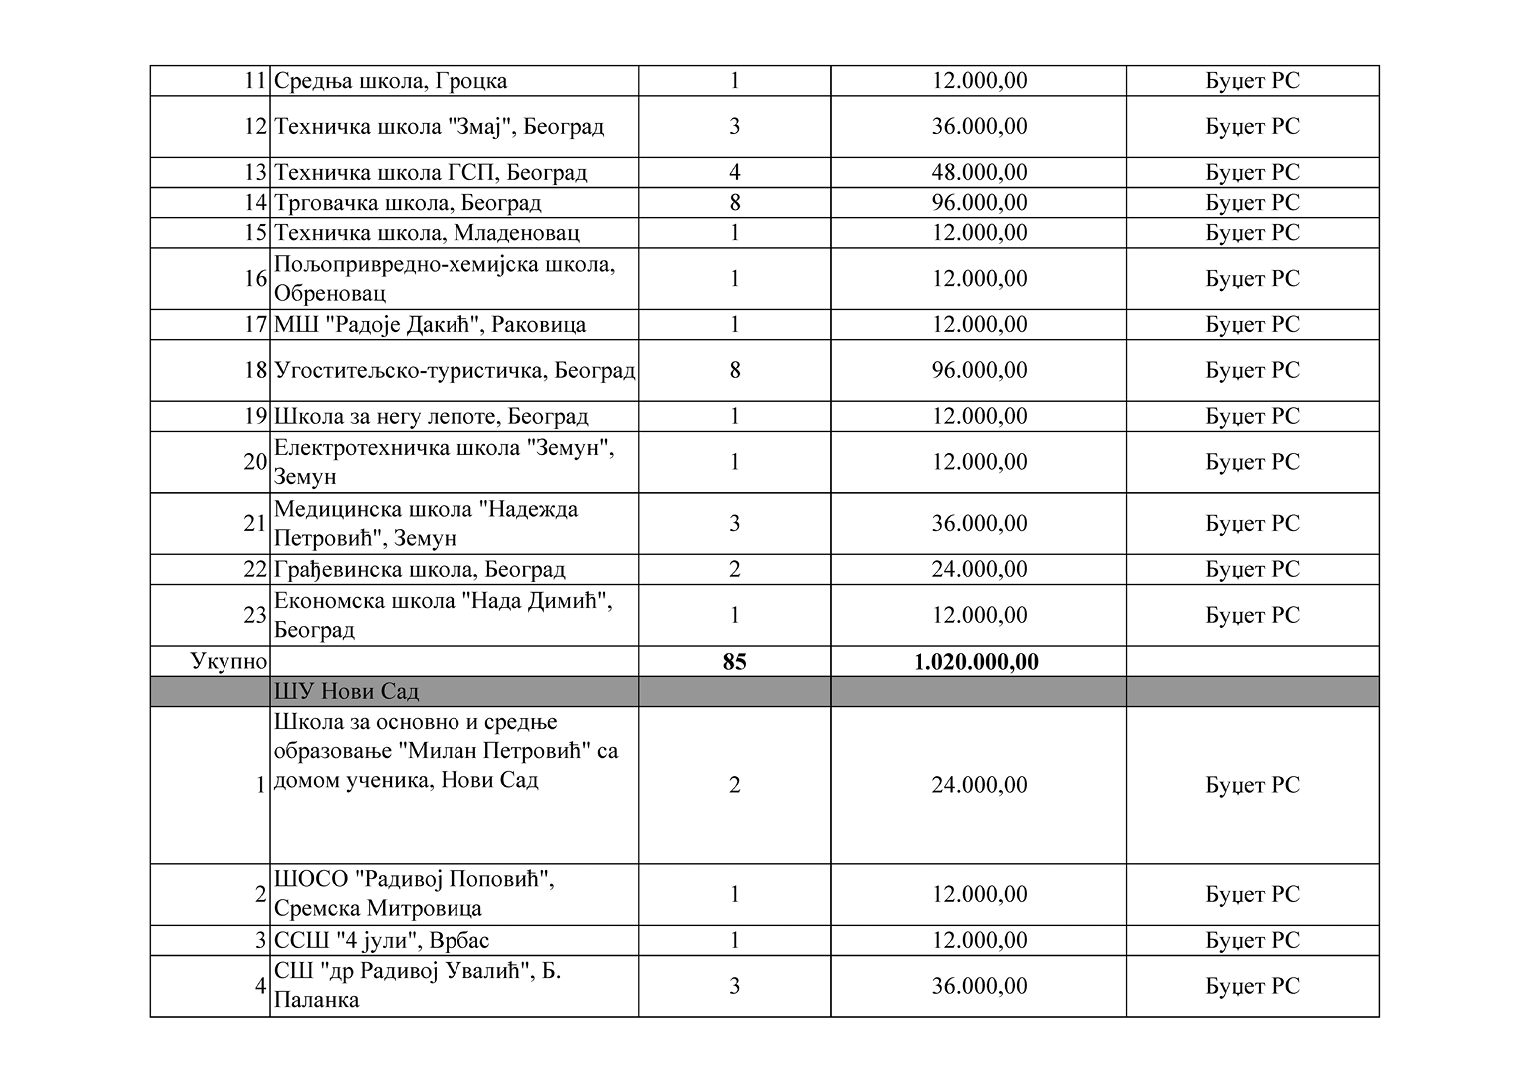 11 Средња школа, Гроцка 1 12.000,00 Буџет РС
12 Техничка школа "Змај", Београд 3 36.000,00 Буџет РС
13 Техничка школа ГСП, Београд 4 48.000,00 Буџет РС
14 Трговачка школа, Београд 8 96.000,00 Буџет РС
15 Техничка школа, Младеновац 1 12.000,00 Буџет РС
16 Пољопривредно-хемијска школа,
Обреновац 1 12.000,00 Буџет РС
17 МШ "Радоје Дакић", Раковица 1 12.000,00 Буџет РС
18 Угоститељско-туристичка, Београд 8 96.000,00 Буџет РС
19 Школа за негу лепоте, Београд 1 12.000,00 Буџет РС
20 Електротехничка школа "Земун",
Земун 1 12.000,00 Буџет РС
21 Медицинска школа "Надежда
Петровић", Земун 3 36.000,00 Буџет РС
22 Грађевинска школа, Београд 2 24.000,00 Буџет РС
23 Економска школа "Нада Димић",
Београд 1 12.000,00 Буџет РС
Укупно 85 1.020.000,00
ШУ Нови Сад
Школа за основно и средње
образовање "Милан Петровић" са
1 домом ученика, Нови Сад 2 24.000,00 Буџет РС
2 ШОСО "Радивој Поповић",
Сремска Митровица 1 12.000,00 Буџет РС
3 ССШ "4 јули", Врбас 1 12.000,00 Буџет РС
4 СШ "др Радивој Увалић", Б.
Паланка 3 36.000,00 Буџет РС